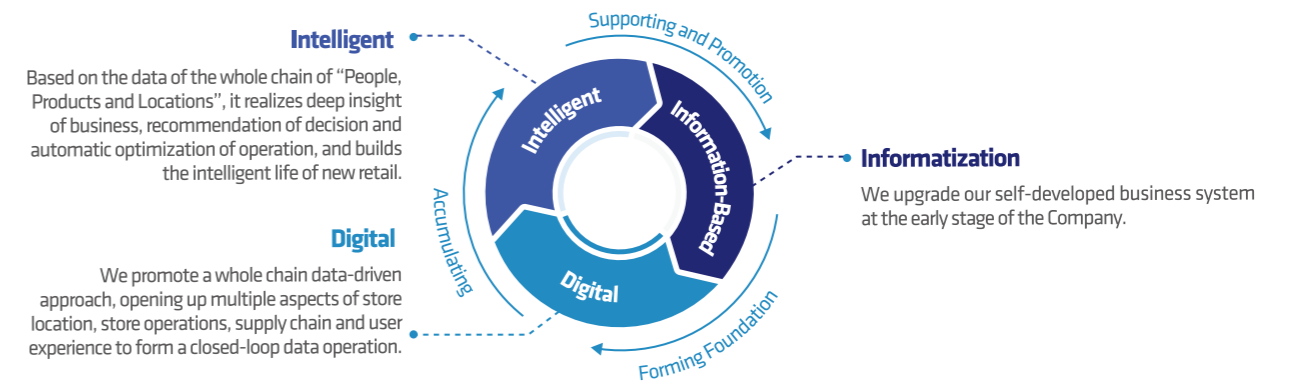 Intelligent
Based on the data of the whole chain of “People,
Products and Locations”, it realizes deep insight
of business, recommendation of decision and
automatic optimization of operation, and builds
the intelligent life of new retail.
Digital
We promote a whole chain data-driven
approach, opening up multiple aspects of store
location, store operations, supply chain and user
experience to form a closed-loop data operation.
Supporting and Promotion
Intelligent
Information-Based
Digital
Accumulating
Forming Foundation
Informatization
We upgrade our self-developed business system
at the early stage of the Company.